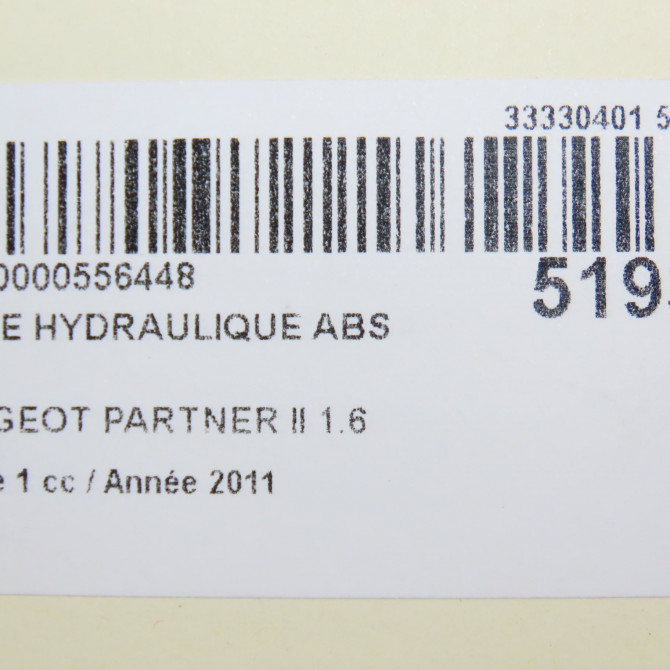 33330401 5
0000556448
519
E HYDRAULIQUE ABS
GEOT PARTNER II 1.6
e 1 cc / Année 2011